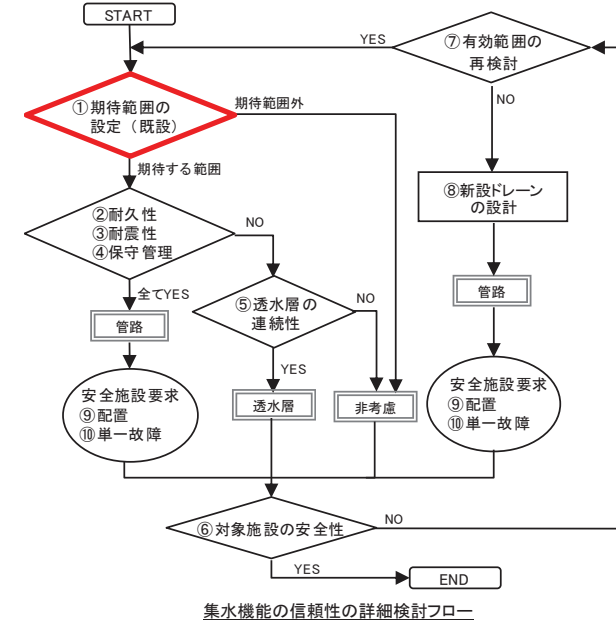 START
YES
⑦有効範囲の
再検討
①期待範囲の
設定（既設）
期待範囲外
NO
期待する範囲
⑧新設ドレーン
の設計
②耐久性
③耐震性
④保守管理
NO
全てYES
⑤透水層の
連続性
NO
管路
管路
YES
安全施設要求
⑨配置
⑩単一故障
透水層
非考慮
安全施設要求
⑨配置
⑩単一故障
⑥対象施設の安全性
NO
YES
END
集水機能の信頼性の詳細検討フロー